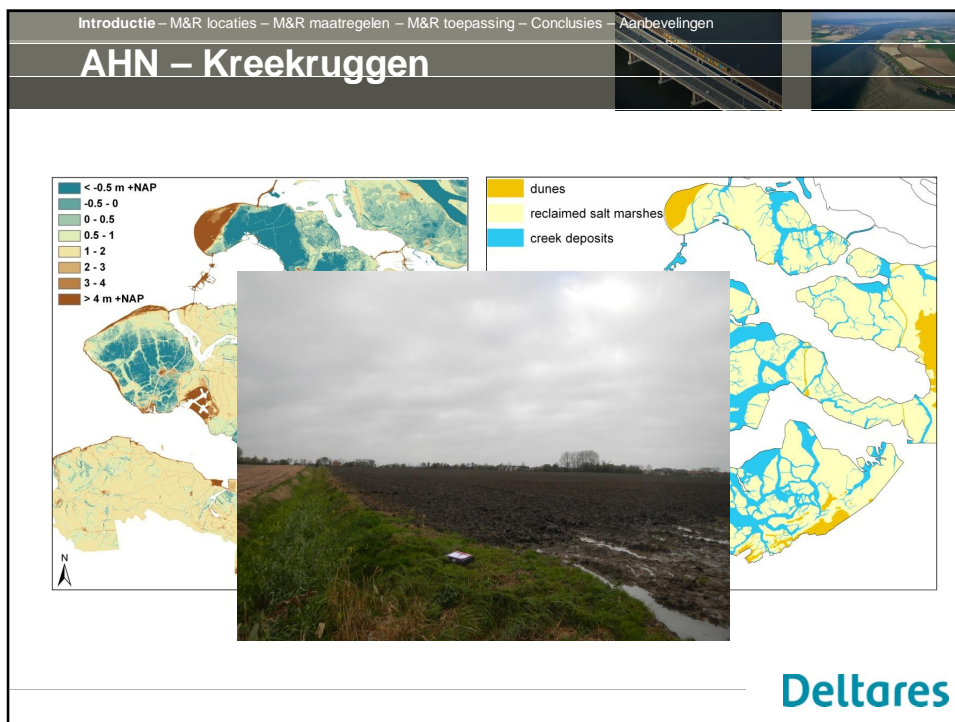 Introductie – M&R locaties – M&R maatregelen – M&R toepassing – Conclusies – Aanbevelingen
AHN – Kreekruggen
< -0.5 m +NAP
-0.5 - 0
0 - 0.5
0.5 - 1
1 - 2
2 - 3
3 - 4
> 4 m +NAP
N
dunes
reclaimed salt marshes
creek deposits
Deltares